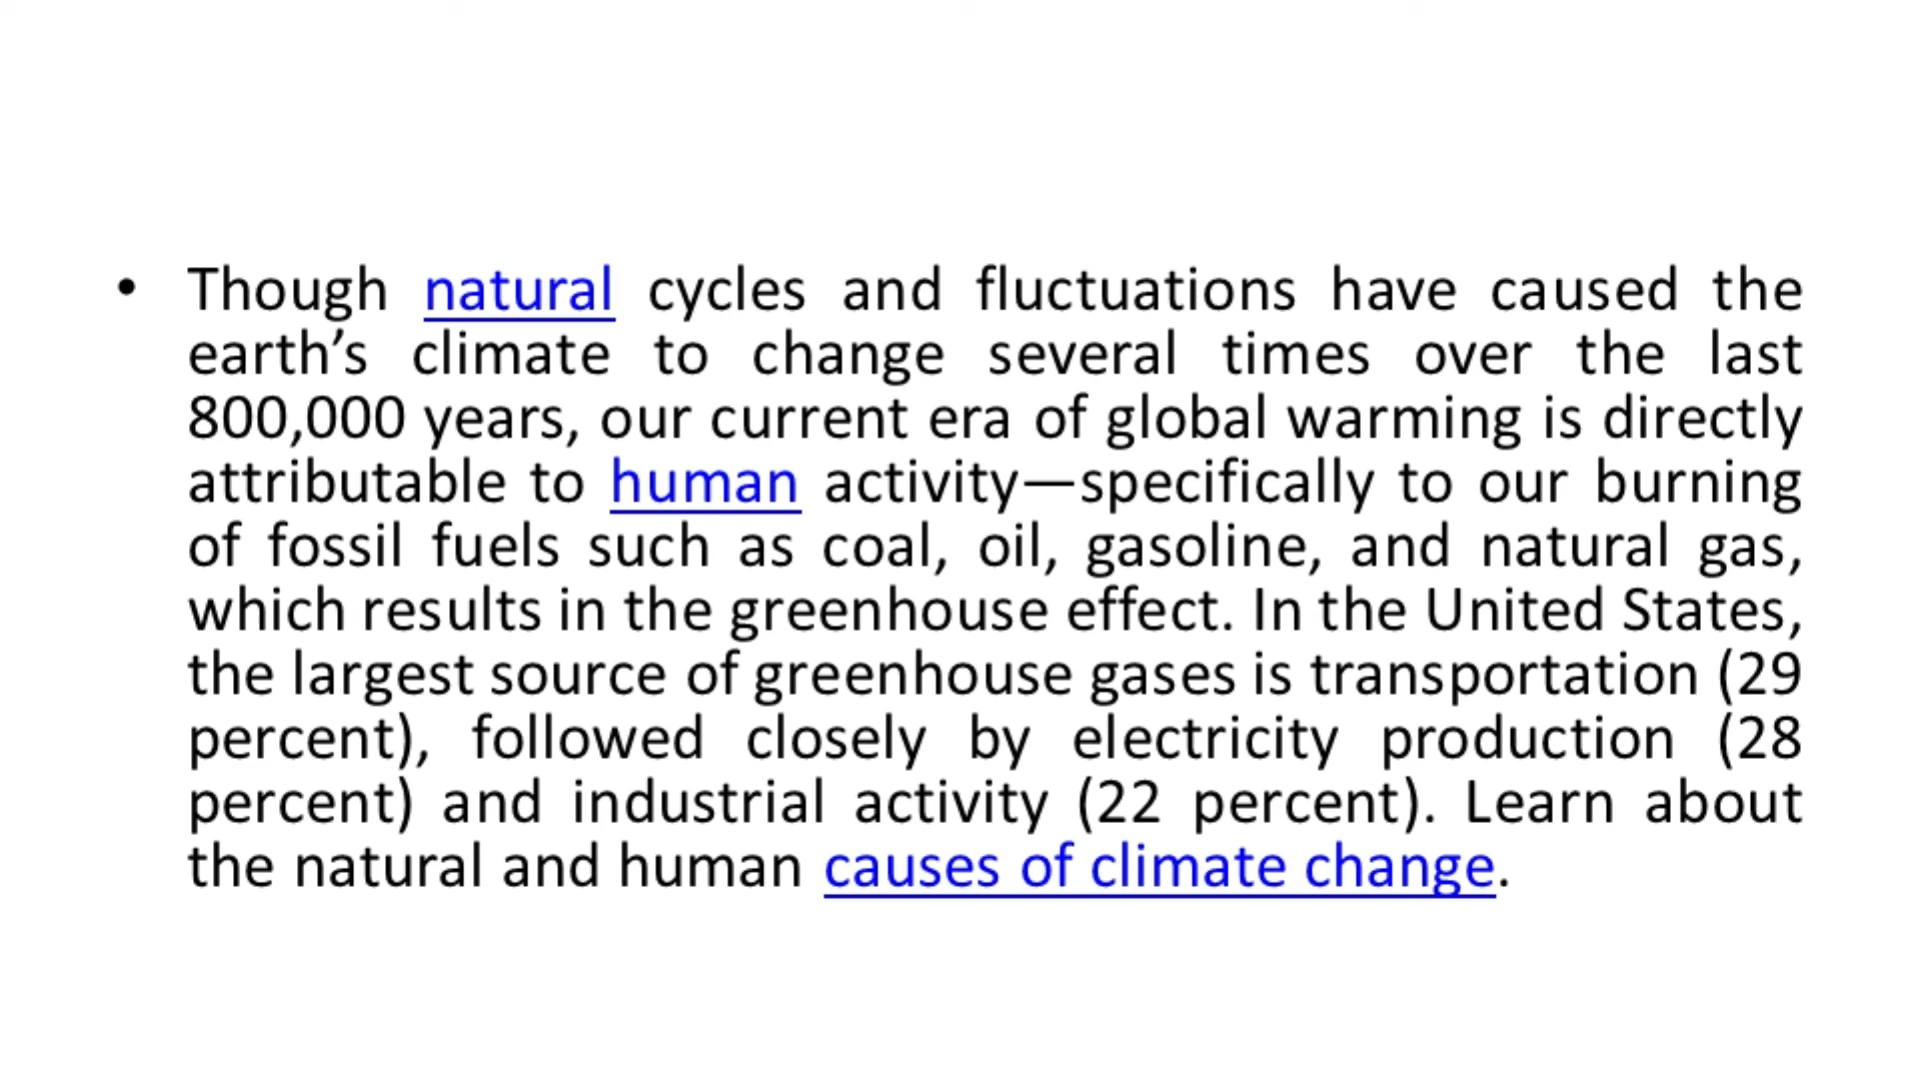 • Though natural cycles and fluctuations have caused the
earth’s climate to change several times over the last
800,000 years, our current era of global warming is directly
attributable to human activity—specifically to our burning
of fossil fuels such as coal, oil, gasoline, and natural gas,
which results in the greenhouse effect. In the United States,
the largest source of greenhouse gases is transportation (29
percent), followed closely by electricity production (28
percent) and industrial activity (22 percent). Learn about
the natural and human causes of climate change.